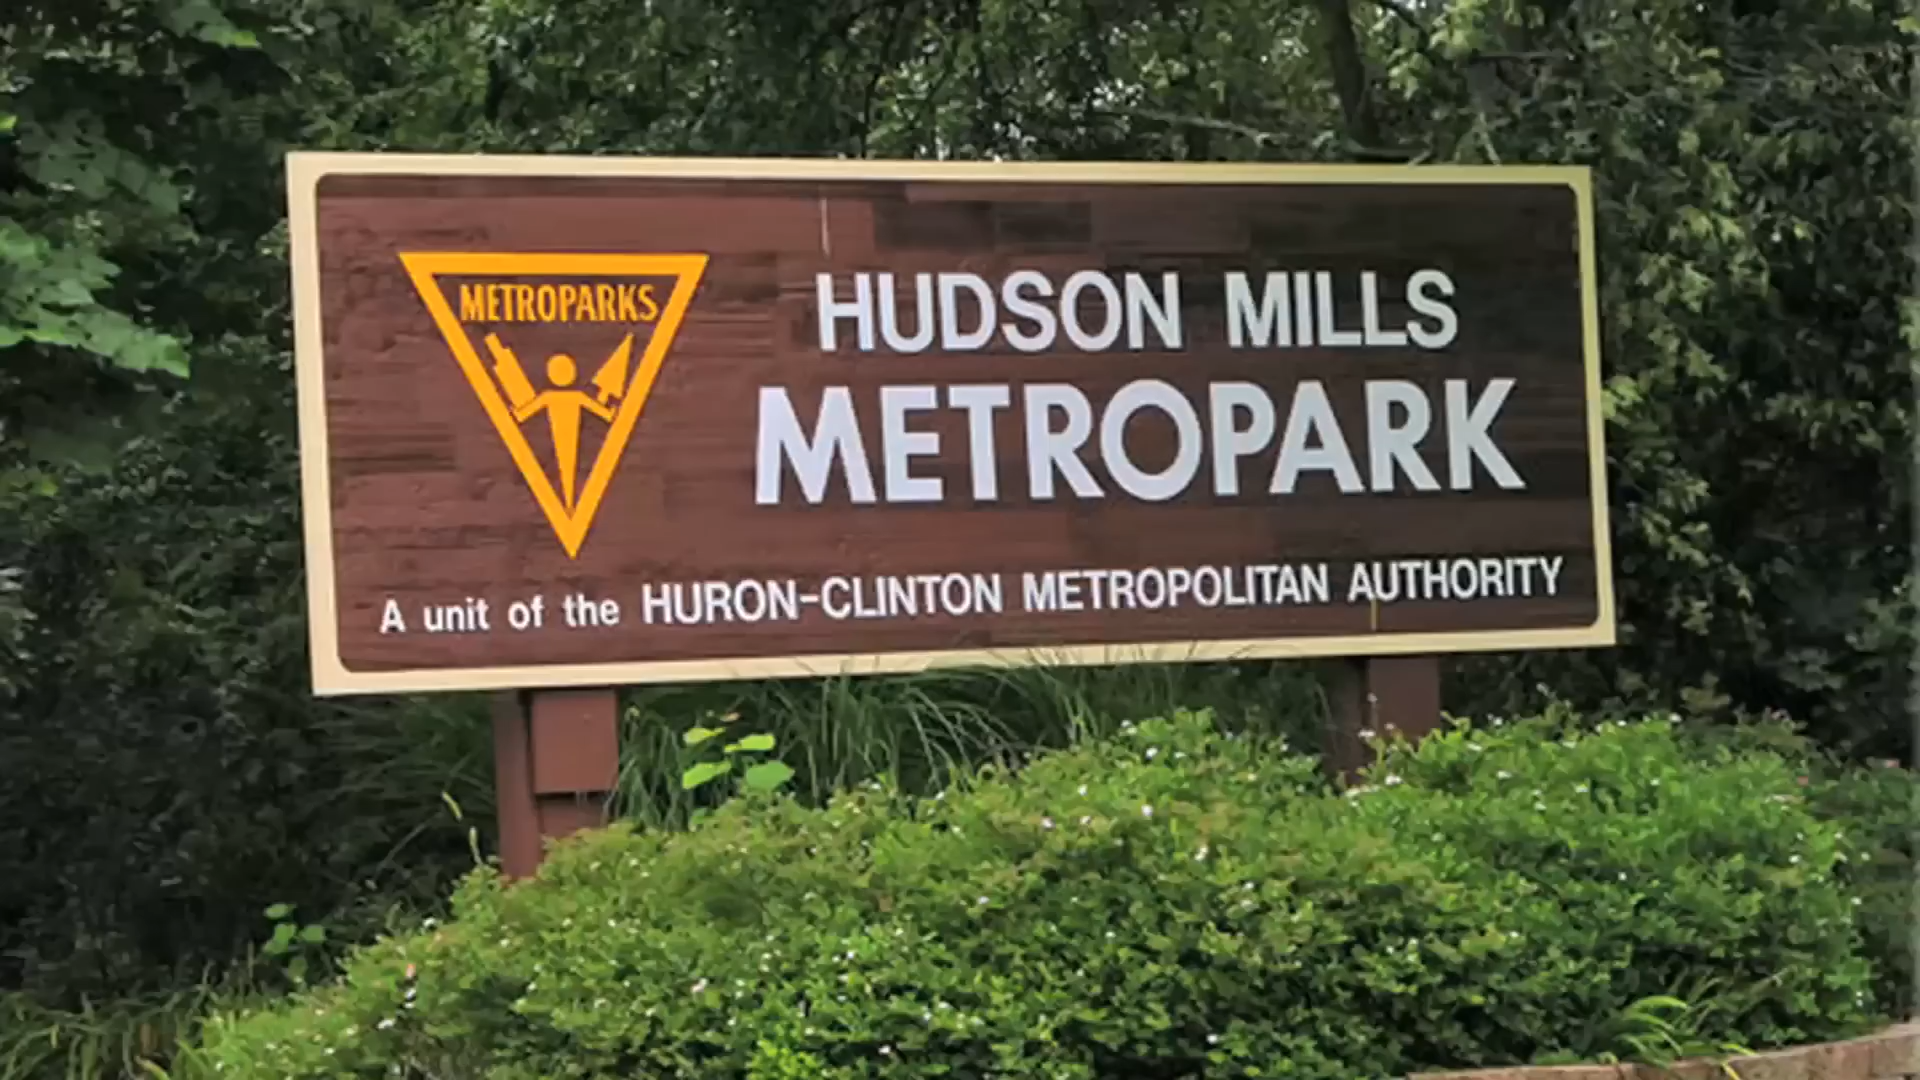 METROPARKS
HUDSON MILLS
METROPARK
A unit of the HURON-CLINTON METROPOLITAN AUTHORITY